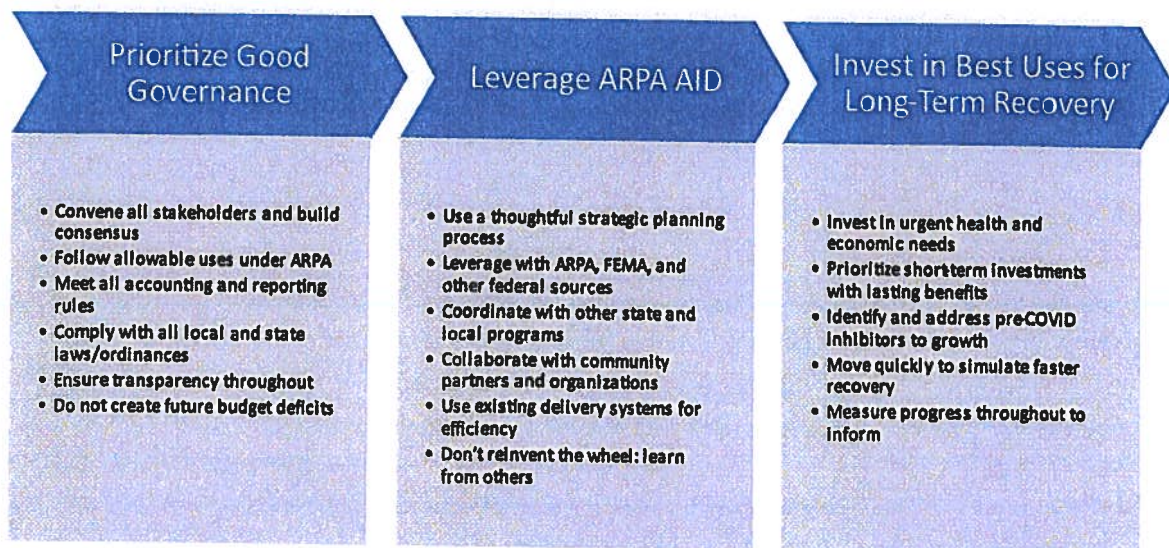 Prioritize Good
Governance
• Convene all stakeholders and build
consensus
• Follow allowable uses under ARPA
• Meet all accounting and reporting
rules
• Comply with all local and state
laws/ordinances
• Ensure transparency throughout
• Do not create future budget deficits
Leverage ARPA AID
• Use a thoughtful strategic planning
process
• Leverage with ARPA, FEMA, and
other federal sources
• Coordinate with other state and
local programs
• Collaborate with community
partners and organizations
• Use existing delivery systems for
efficiency
• Don't reinvent the wheel: learn
from others
Invest in Best Uses for
Long-Term Recovery
• Invest in urgent health and
economic needs
• Prioritize short-term investments
with lasting benefits
• Identify and address pre-COVID
inhibitors to growth
• Move quickly to simulate faster
recovery
• Measure progress throughout to
inform